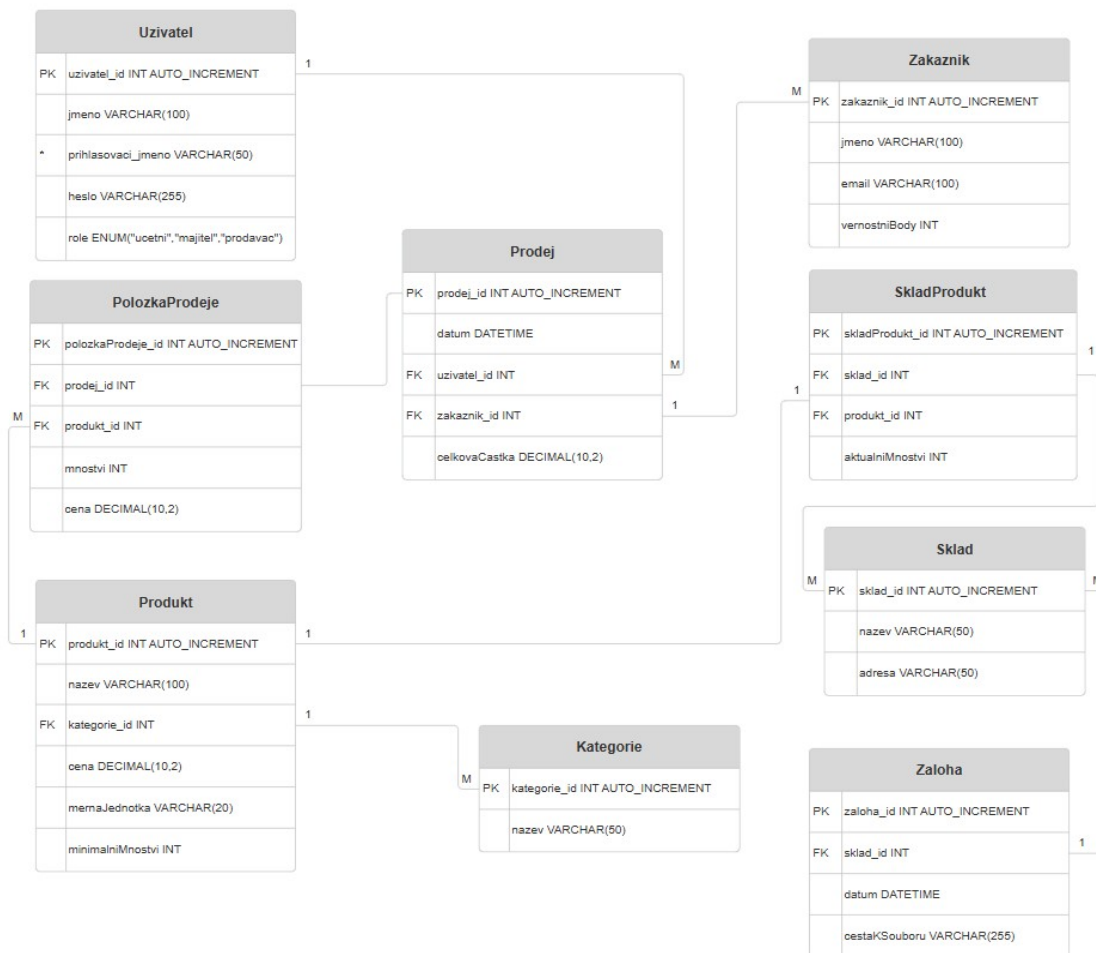 Uzivatel
PK uzivatel_id INT AUTO_INCREMENT
jmeno VARCHAR(100)
* prihlasovaci_jmeno VARCHAR(50)
heslo VARCHAR(255)
role ENUM("ucetni","majitel","prodavac")
1
M
Zakaznik
PK zakaznik_id INT AUTO_INCREMENT
jmeno VARCHAR(100)
email VARCHAR(100)
vernostniBody INT
Prodej
PK prodej_id INT AUTO_INCREMENT
datum DATETIME
FK uzivatel_id INT
M
FK zakaznik_id INT
1
celkovaCastka DECIMAL(10,2)
PolozkaProdeje
PK polozkaProdeje_id INT AUTO_INCREMENT
FK prodej_id INT
M
FK produkt_id INT
mnostvi INT
cena DECIMAL(10,2)
SkladProdukt
PK skladProdukt_id INT AUTO_INCREMENT
1
FK sklad_id INT
1
FK produkt_id INT
aktualniMnostvi INT
Sklad
M
PK sklad_id INT AUTO_INCREMENT
nazev VARCHAR(50)
adresa VARCHAR(50)
Produkt
1
PK produkt_id INT AUTO_INCREMENT
1
nazev VARCHAR(100)
FK kategorie_id INT
1
cena DECIMAL(10,2)
mernaJednotka VARCHAR(20)
minimalniMnostvi INT
Kategorie
M
PK kategorie_id INT AUTO_INCREMENT
nazev VARCHAR(50)
Zaloha
PK zaloha_id INT AUTO_INCREMENT
FK sklad_id INT
1
datum DATETIME
cestaKSouboru VARCHAR(255)